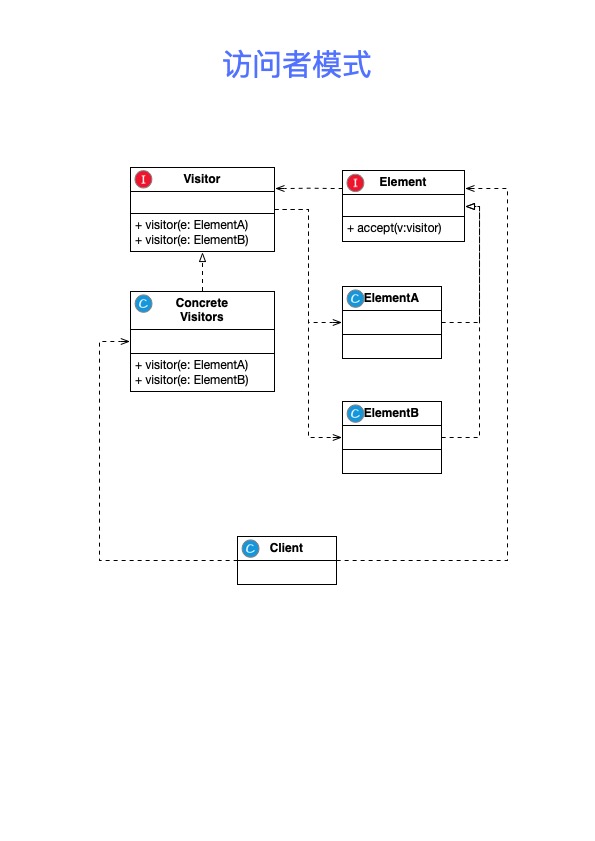 访问者模式
I Visitor
+ visitor(e: ElementA)
+ visitor(e: ElementB)
I Element
+ accept(v:visitor)
C Concrete
Visitors
+ visitor(e: ElementA)
+ visitor(e: ElementB)
C ElementA
C ElementB
C Client